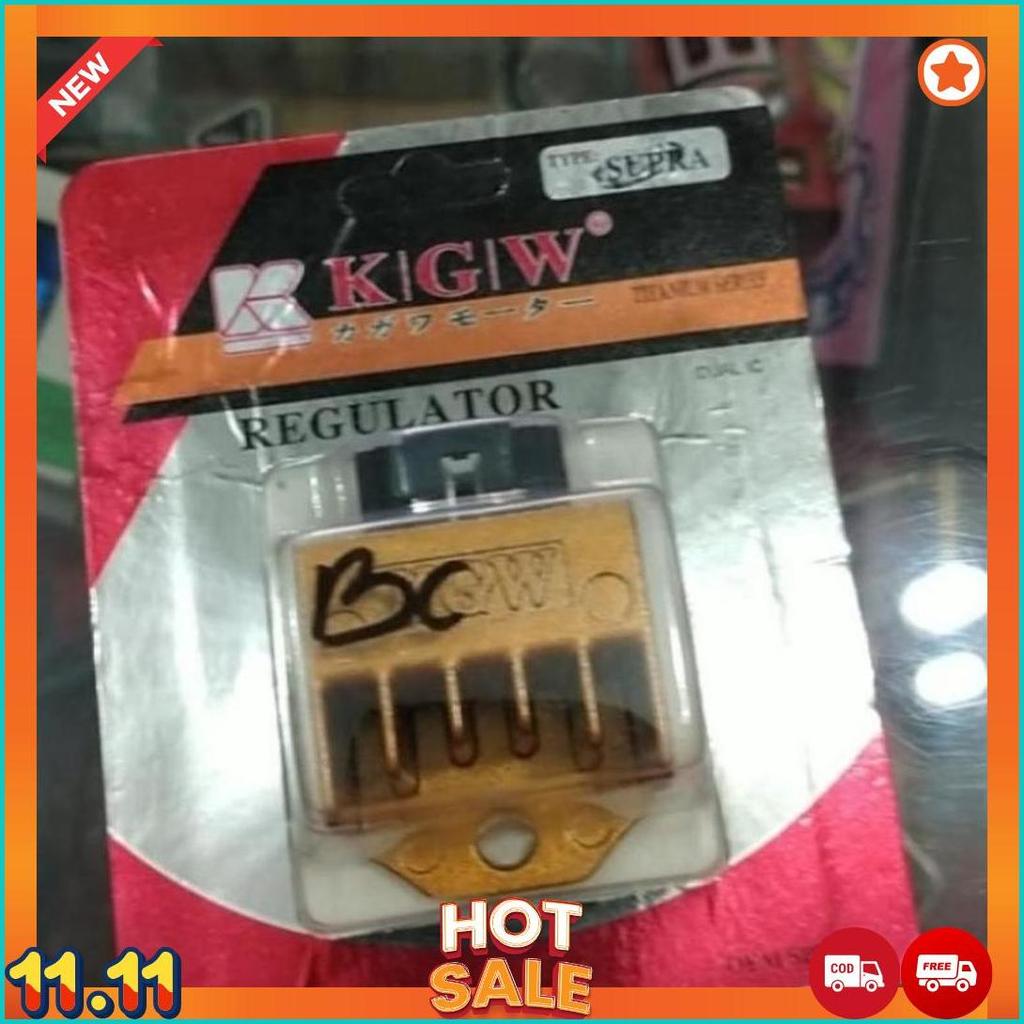 NEW
TYPE: SUPRA
K|G|W®
カガワモーター
TITANIUM SERIES
DUAL IC
REGULATOR
BC
KGW
HOT
SALE
11.11
COD
FREE